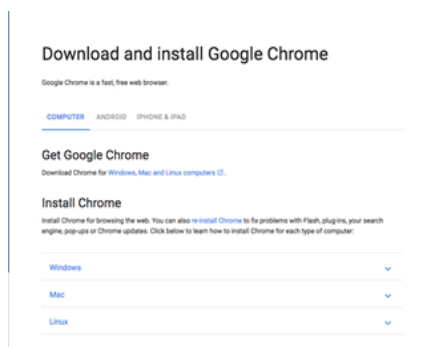 Download and install Google Chrome
Google Chrome is a fast, free web browser.
COMPUTER ANDROID IPHONE & IPAD
Get Google Chrome
Download Chrome for Windows, Mac and Linux computers.
Install Chrome
Install Chrome for browsing the web. You can also re-install Chrome to fix problems with Flash, plug-ins, your search
engine, pop-ups or Chrome updates. Click below to learn how to install Chrome for each type of computer:
Windows
Mac
Linux